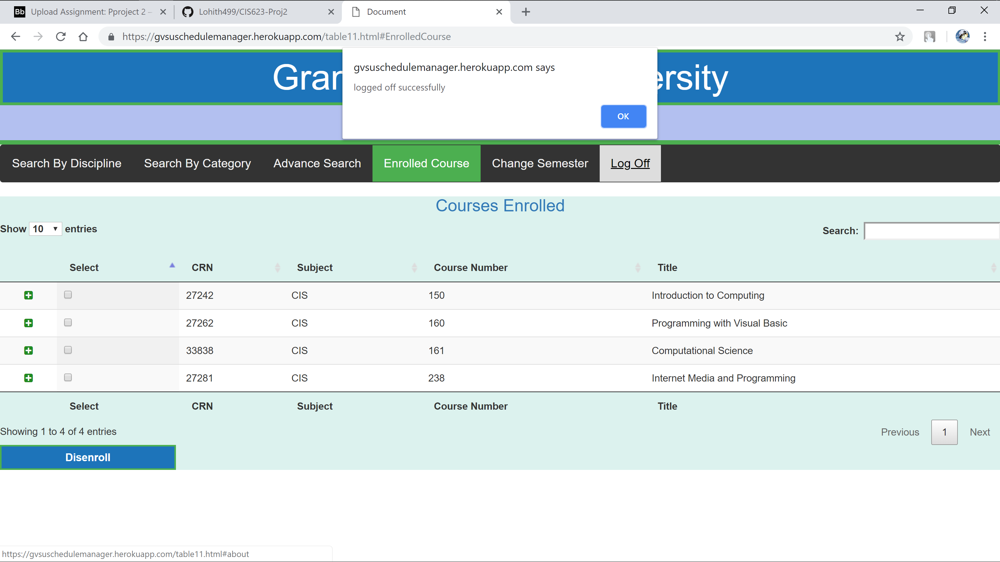 Bb Upload Assignment: Pproject 2 –
Lohith499/CIS623-Proj2
Document
https://gvsuschedulemanager.herokuapp.com/table11.html#EnrolledCourse
gvsuschedulemanager.herokuapp.com says
logged off successfully
OK
Gran ersity
Search By Discipline Search By Category Advance Search Enrolled Course Change Semester Log Off
Courses Enrolled
Show 10 entries Search:
Select CRN Subject Course Number Title
27242 CIS 150 Introduction to Computing
27262 CIS 160 Programming with Visual Basic
33838 CIS 161 Computational Science
27281 CIS 238 Internet Media and Programming
Select CRN Subject Course Number Title
Showing 1 to 4 of 4 entries Previous 1 Next
Disenroll
https://gvsuschedulemanager.herokuapp.com/table11.html#about